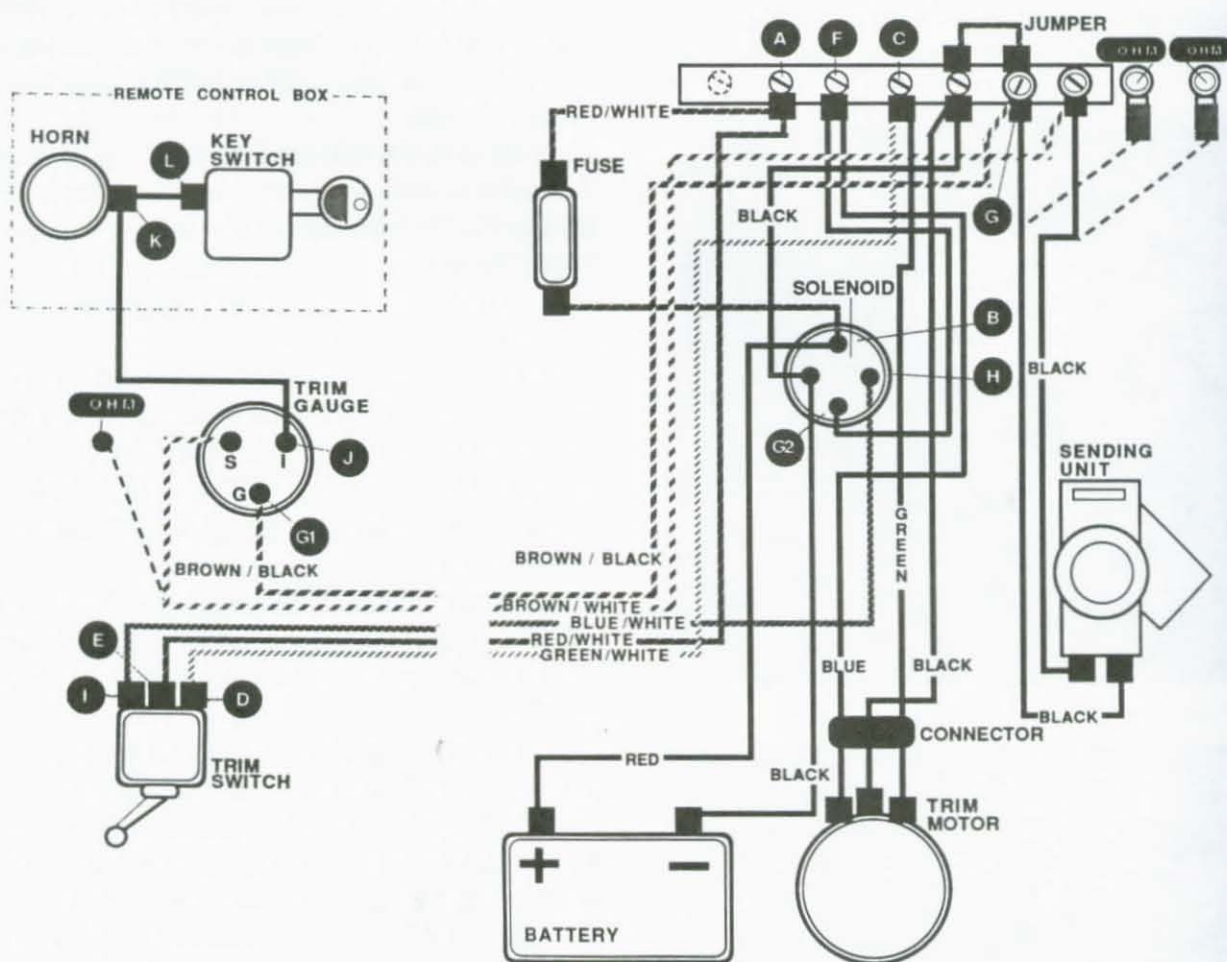 JUMPER
A
F
C
OHM
OHM
REMOTE CONTROL BOX
RED/WHITE
HORN
KEY
SWITCH
L
FUSE
K
BLACK
G
SOLENOID
B
BLACK
H
TRIM
GAUGE
OHM
S
I
J
G
G1
G2
SENDING
UNIT
GREEN
BROWN / BLACK
BROWN / BLACK
BROWN / WHITE
BLUE / WHITE
RED/WHITE
GREEN/WHITE
E
I
D
BLUE
BLACK
BLACK
CONNECTOR
TRIM
SWITCH
RED
BLACK
TRIM
MOTOR
+
−
BATTERY